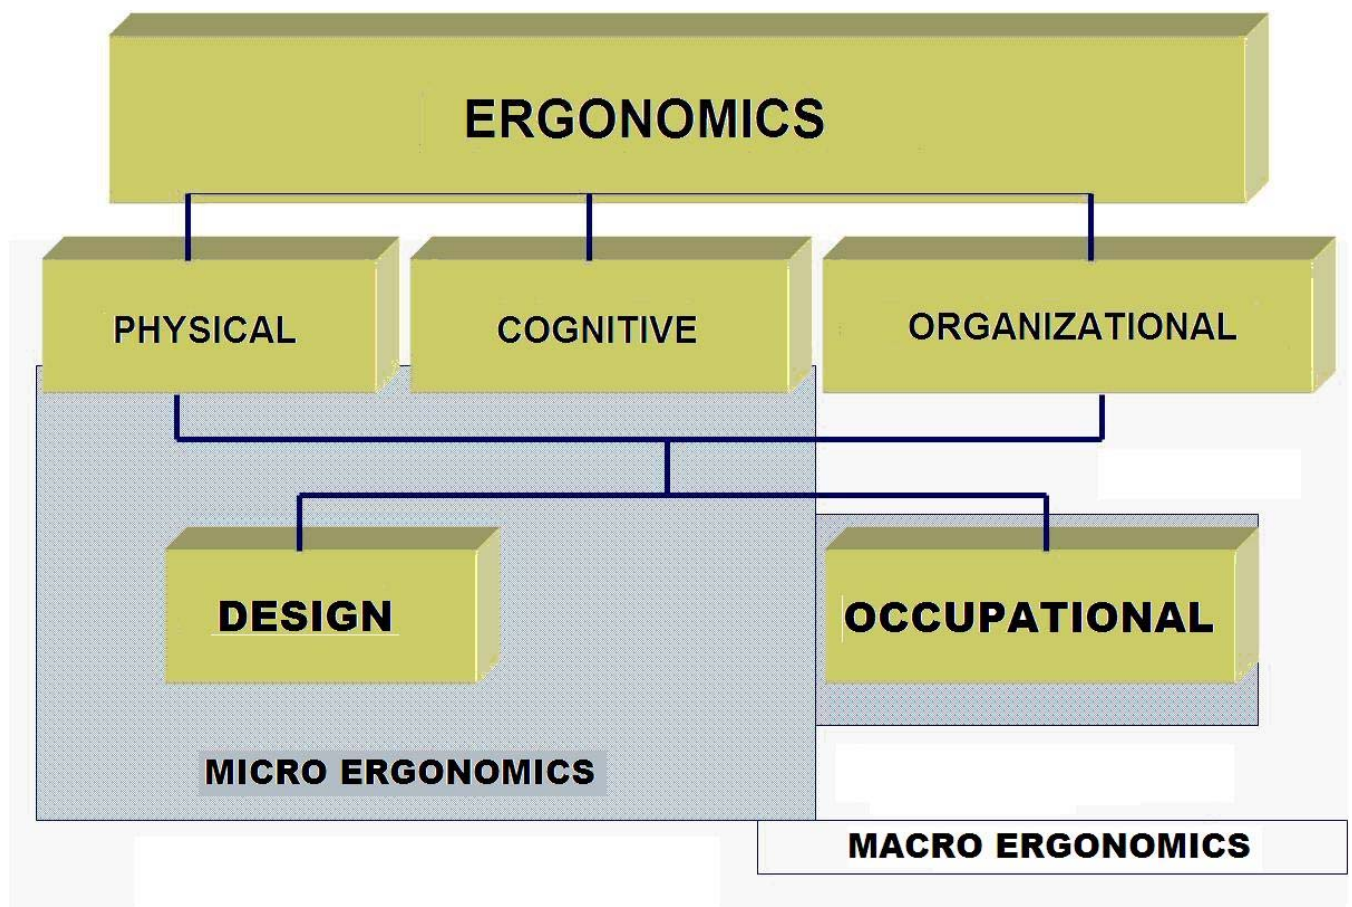 ERGONOMICS
PHYSICAL
COGNITIVE
ORGANIZATIONAL
DESIGN
OCCUPATIONAL
MICRO ERGONOMICS
MACRO ERGONOMICS